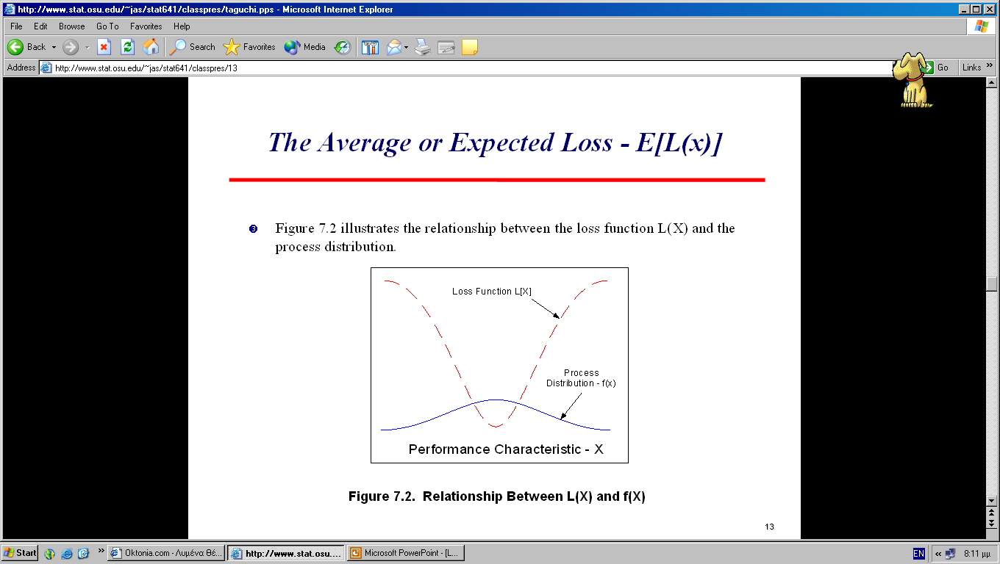 http://www.stat.osu.edu/~jas/stat641/classpres/taguchi.pps - Microsoft Internet Explorer
File Edit Browse Go To Favorites Help
Back Search Favorites Media
Address http://www.stat.osu.edu/~jas/stat641/classpres/13 Go Links »
The Average or Expected Loss - E[L(x)]
Figure 7.2 illustrates the relationship between the loss function L(X) and the
process distribution.
Loss Function L[X]
Process
Distribution - f(x)
Performance Characteristic - X
Figure 7.2. Relationship Between L(X) and f(X)
13
Start » Oktonia.com - Λυμένα Θέ... http://www.stat.osu.... Microsoft PowerPoint - [L... EN « 8:11 μμ